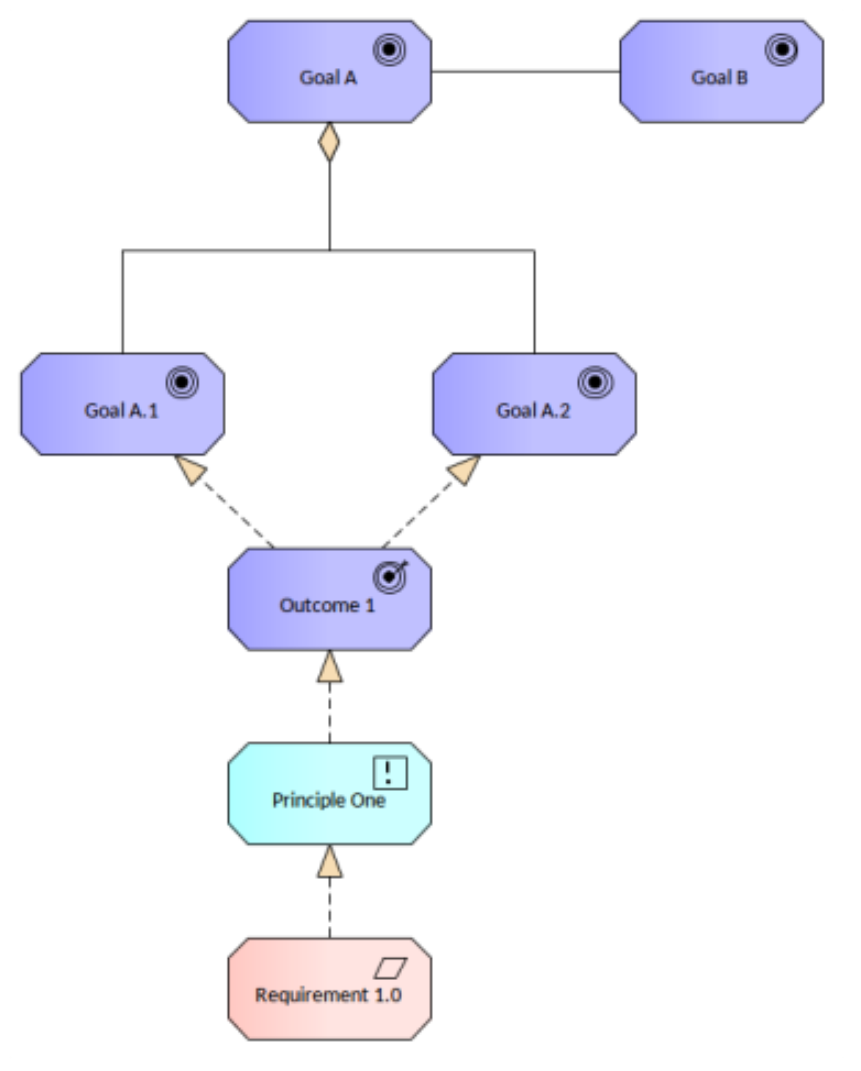 Goal A
Goal B
Goal A.1
Goal A.2
Outcome 1
!
Principle One
Requirement 1.0